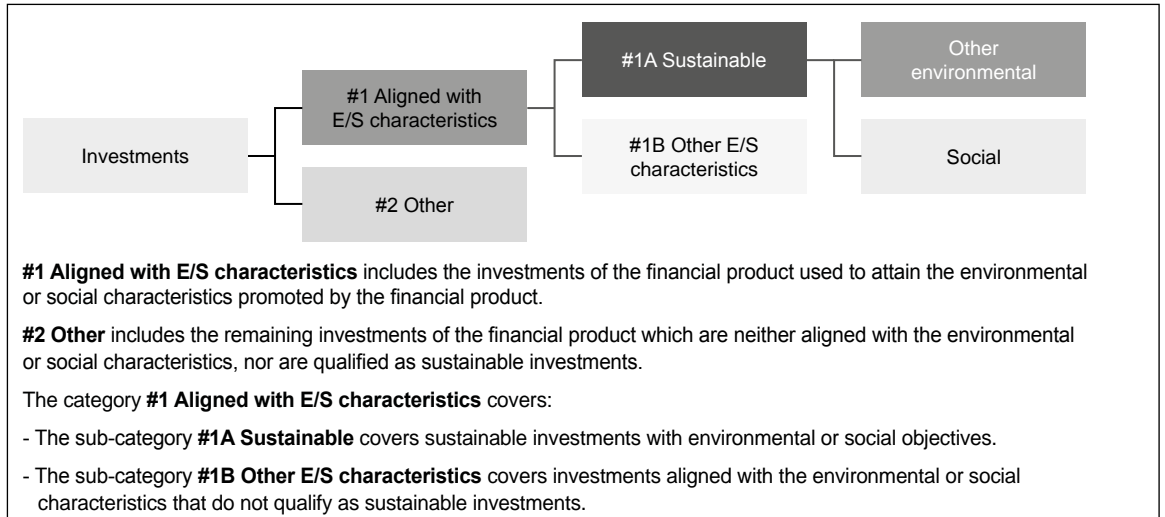 #1A Sustainable
Other
environmental
#1 Aligned with
E/S characteristics
Investments
#1B Other E/S
characteristics
Social
#2 Other
#1 Aligned with E/S characteristics includes the investments of the financial product used to attain the environmental
or social characteristics promoted by the financial product.
#2 Other includes the remaining investments of the financial product which are neither aligned with the environmental
or social characteristics, nor are qualified as sustainable investments.
The category #1 Aligned with E/S characteristics covers:
- The sub-category #1A Sustainable covers sustainable investments with environmental or social objectives.
- The sub-category #1B Other E/S characteristics covers investments aligned with the environmental or social
characteristics that do not qualify as sustainable investments.